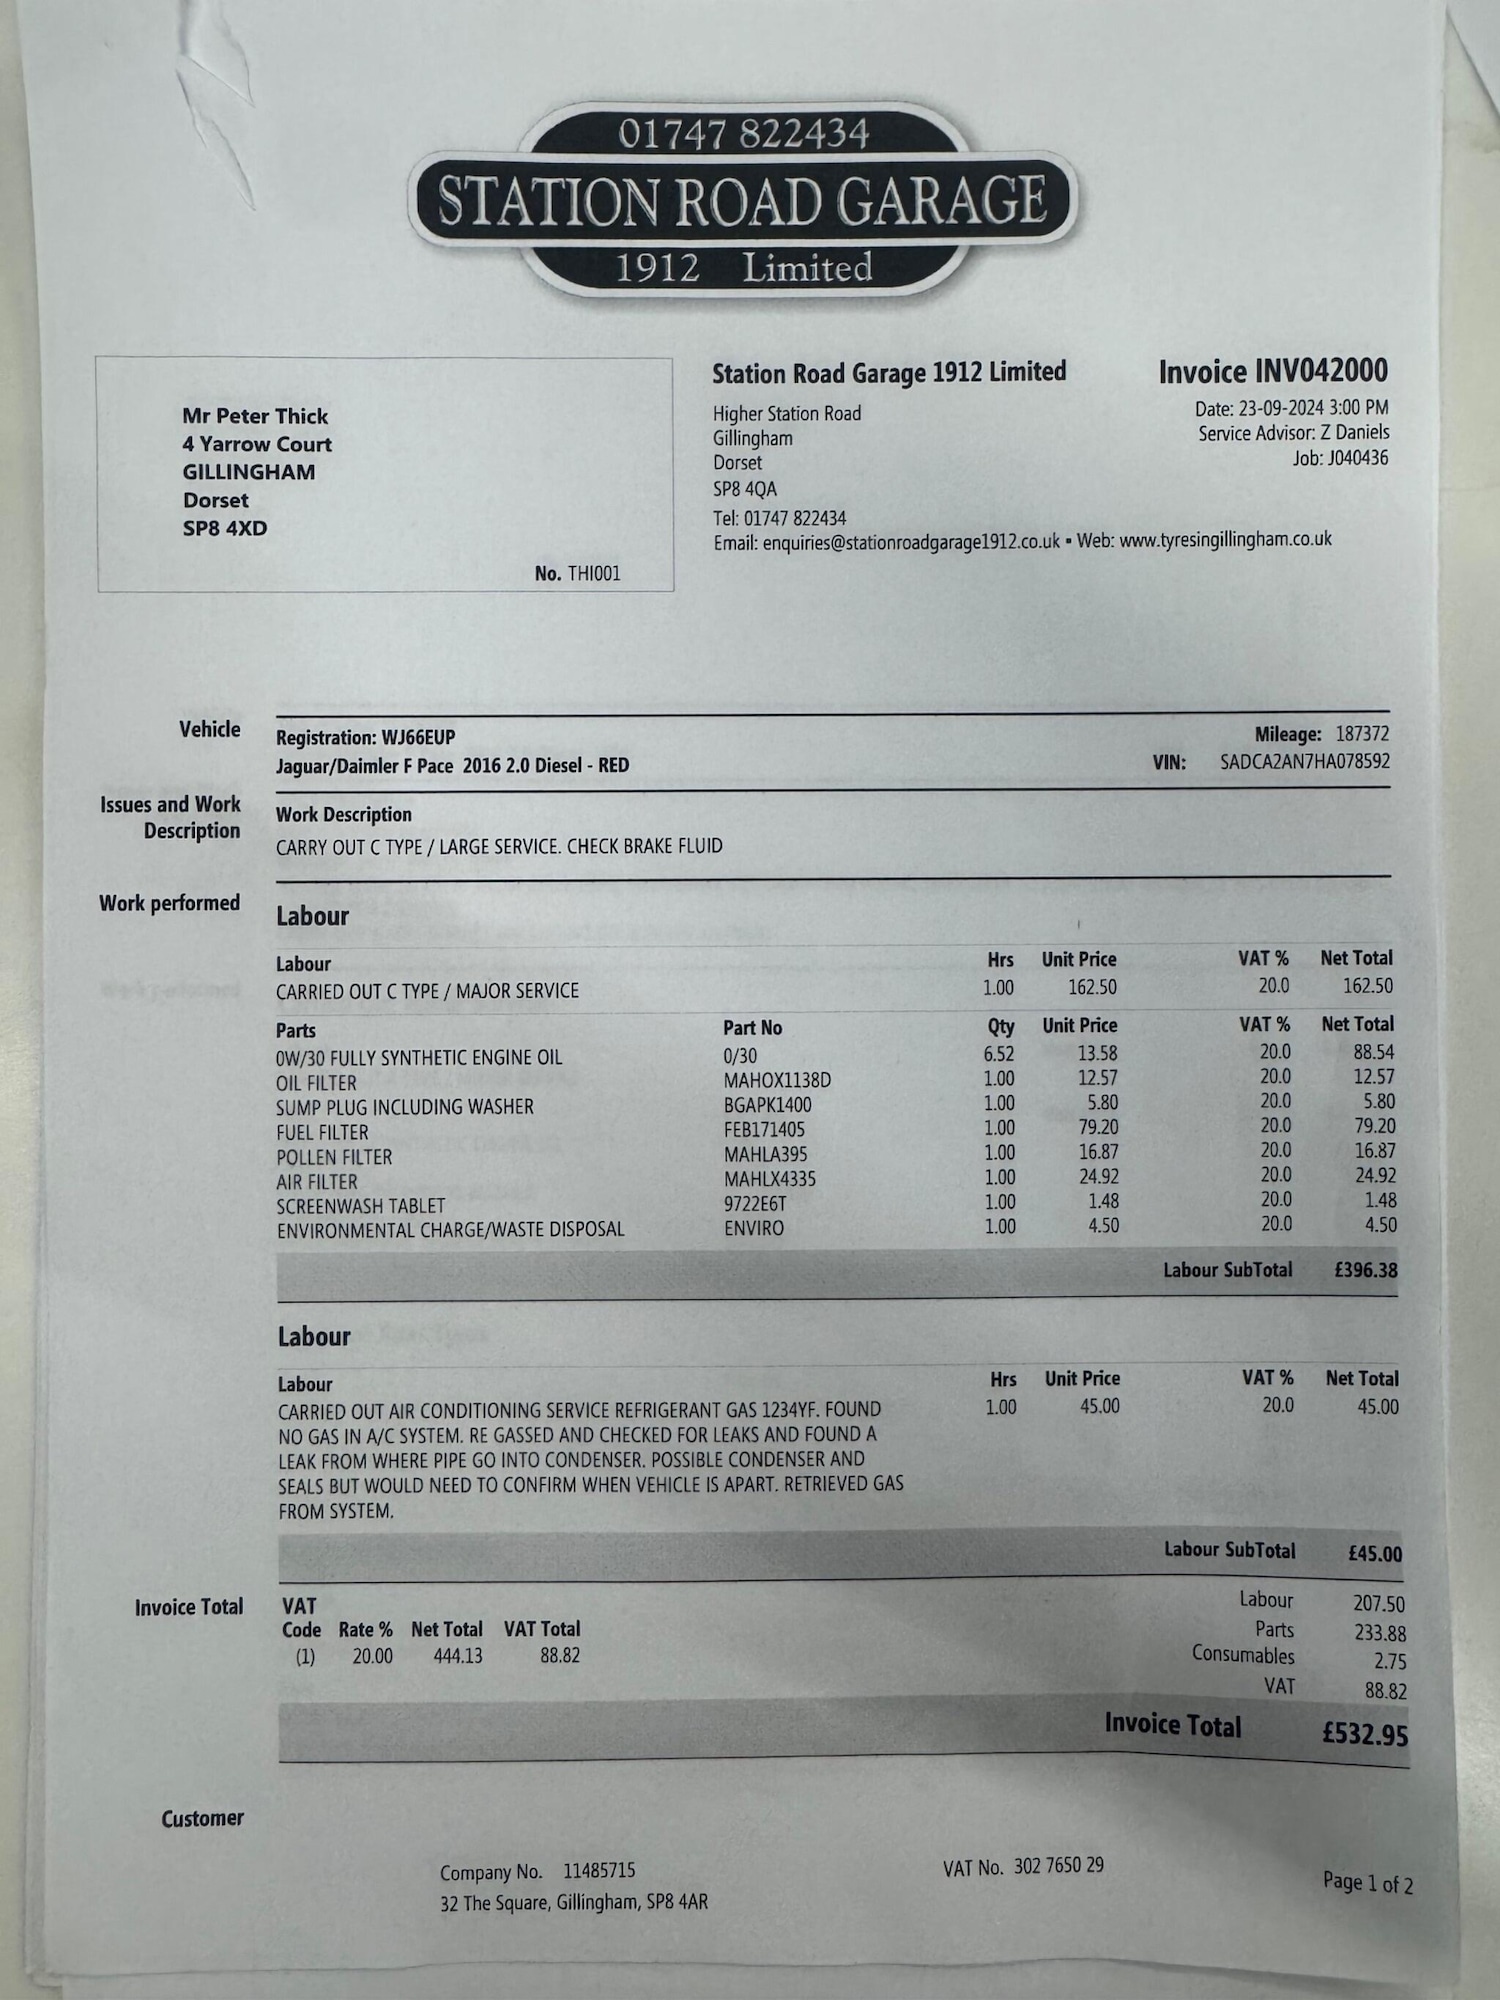 01747 822434
STATION ROAD GARAGE
1912 Limited
Mr Peter Thick
4 Yarrow Court
GILLINGHAM
Dorset
SP8 4XD
No. THI001
Station Road Garage 1912 Limited
Higher Station Road
Gillingham
Dorset
SP8 4QA
Tel: 01747 822434
Email: enquiries@stationroadgarage1912.co.uk ▪ Web: www.tyresingillingham.co.uk
Invoice INV042000
Date: 23-09-2024 3:00 PM
Service Advisor: Z Daniels
Job: J040436
Vehicle
Registration: WJ66EUP
Mileage: 187372
Jaguar/Daimler F Pace 2016 2.0 Diesel - RED
VIN: SADCA2AN7HA078592
Issues and Work
Description
Work Description
CARRY OUT C TYPE / LARGE SERVICE. CHECK BRAKE FLUID
Work performed
Labour
Labour Hrs Unit Price VAT % Net Total
CARRIED OUT C TYPE / MAJOR SERVICE 1.00 162.50 20.0 162.50
Parts Part No Qty Unit Price VAT % Net Total
0W/30 FULLY SYNTHETIC ENGINE OIL 0/30 6.52 13.58 20.0 88.54
OIL FILTER MAHOX1138D 1.00 12.57 20.0 12.57
SUMP PLUG INCLUDING WASHER BGAPK1400 1.00 5.80 20.0 5.80
FUEL FILTER FEB171405 1.00 79.20 20.0 79.20
POLLEN FILTER MAHLA395 1.00 16.87 20.0 16.87
AIR FILTER MAHLX4335 1.00 24.92 20.0 24.92
SCREENWASH TABLET 9722E6T 1.00 1.48 20.0 1.48
ENVIRONMENTAL CHARGE/WASTE DISPOSAL ENVIRO 1.00 4.50 20.0 4.50
Labour SubTotal £396.38
Labour
Labour Hrs Unit Price VAT % Net Total
CARRIED OUT AIR CONDITIONING SERVICE REFRIGERANT GAS 1234YF. FOUND 1.00 45.00 20.0 45.00
NO GAS IN A/C SYSTEM. RE GASSED AND CHECKED FOR LEAKS AND FOUND A
LEAK FROM WHERE PIPE GO INTO CONDENSER. POSSIBLE CONDENSER AND
SEALS BUT WOULD NEED TO CONFIRM WHEN VEHICLE IS APART. RETRIEVED GAS
FROM SYSTEM.
Labour SubTotal £45.00
Invoice Total
VAT
Code Rate % Net Total VAT Total
(1) 20.00 444.13 88.82
Labour 207.50
Parts 233.88
Consumables 2.75
VAT 88.82
Invoice Total £532.95
Customer
Company No. 11485715
VAT No. 302 7650 29
32 The Square, Gillingham, SP8 4AR
Page 1 of 2